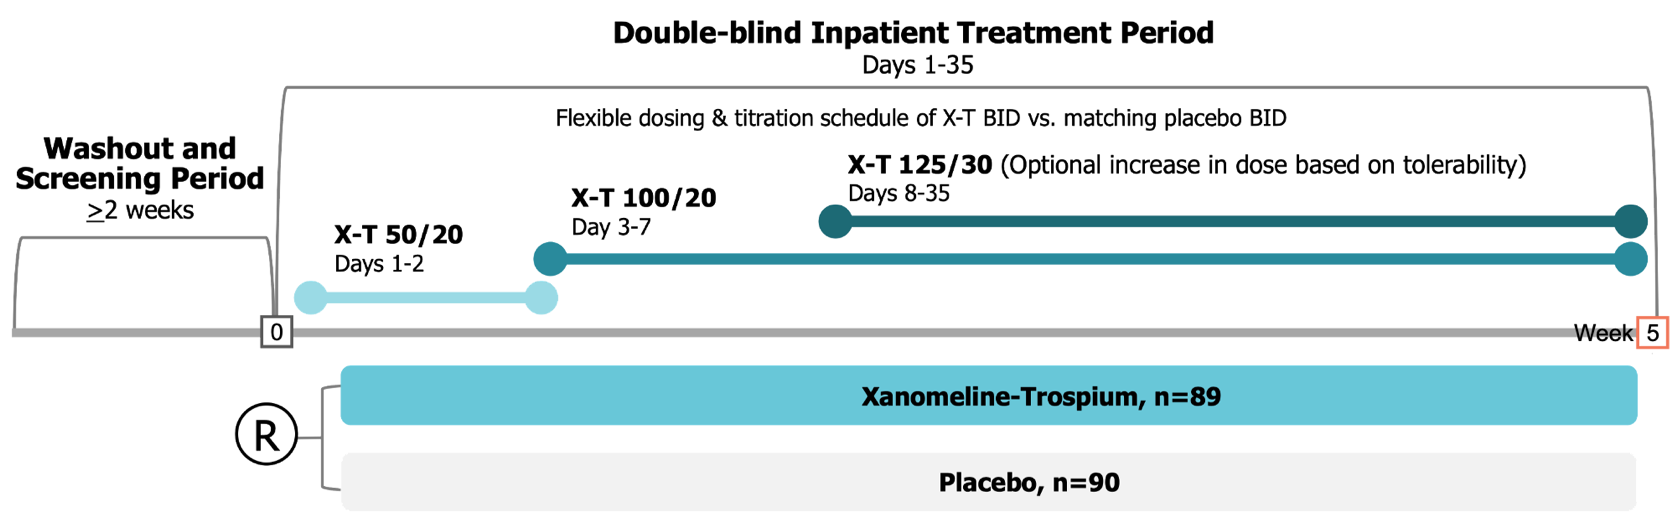 Double-blind Inpatient Treatment Period
Days 1-35
Flexible dosing & titration schedule of X-T BID vs. matching placebo BID
Washout and
Screening Period
≥2 weeks
X-T 50/20
Days 1-2
X-T 100/20
Day 3-7
X-T 125/30 (Optional increase in dose based on tolerability)
Days 8-35
0
Week 5
R
Xanomeline-Trospium, n=89
Placebo, n=90